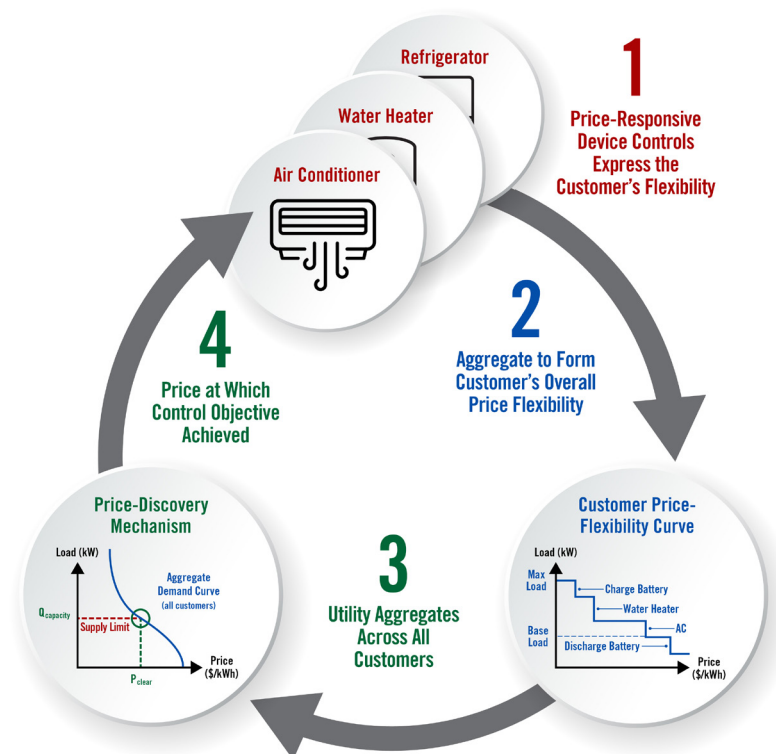 Refrigerator
Water Heater
Air Conditioner
1
Price-Responsive
Device Controls
Express the
Customer's Flexibility
2
Aggregate to Form
Customer's Overall
Price Flexibility
4
Price at Which
Control Objective
Achieved
Customer Price-
Flexibility Curve
Load (kW)
Max
Load
Charge Battery
Water Heater
AC
Base
Load
Discharge Battery
Price
($/kWh)
3
Utility Aggregates
Across All
Customers
Price-Discovery
Mechanism
Load (kW)
Aggregate
Demand Curve
(all customers)
Qcapacity
Supply Limit
Price
($/kWh)
Pclear